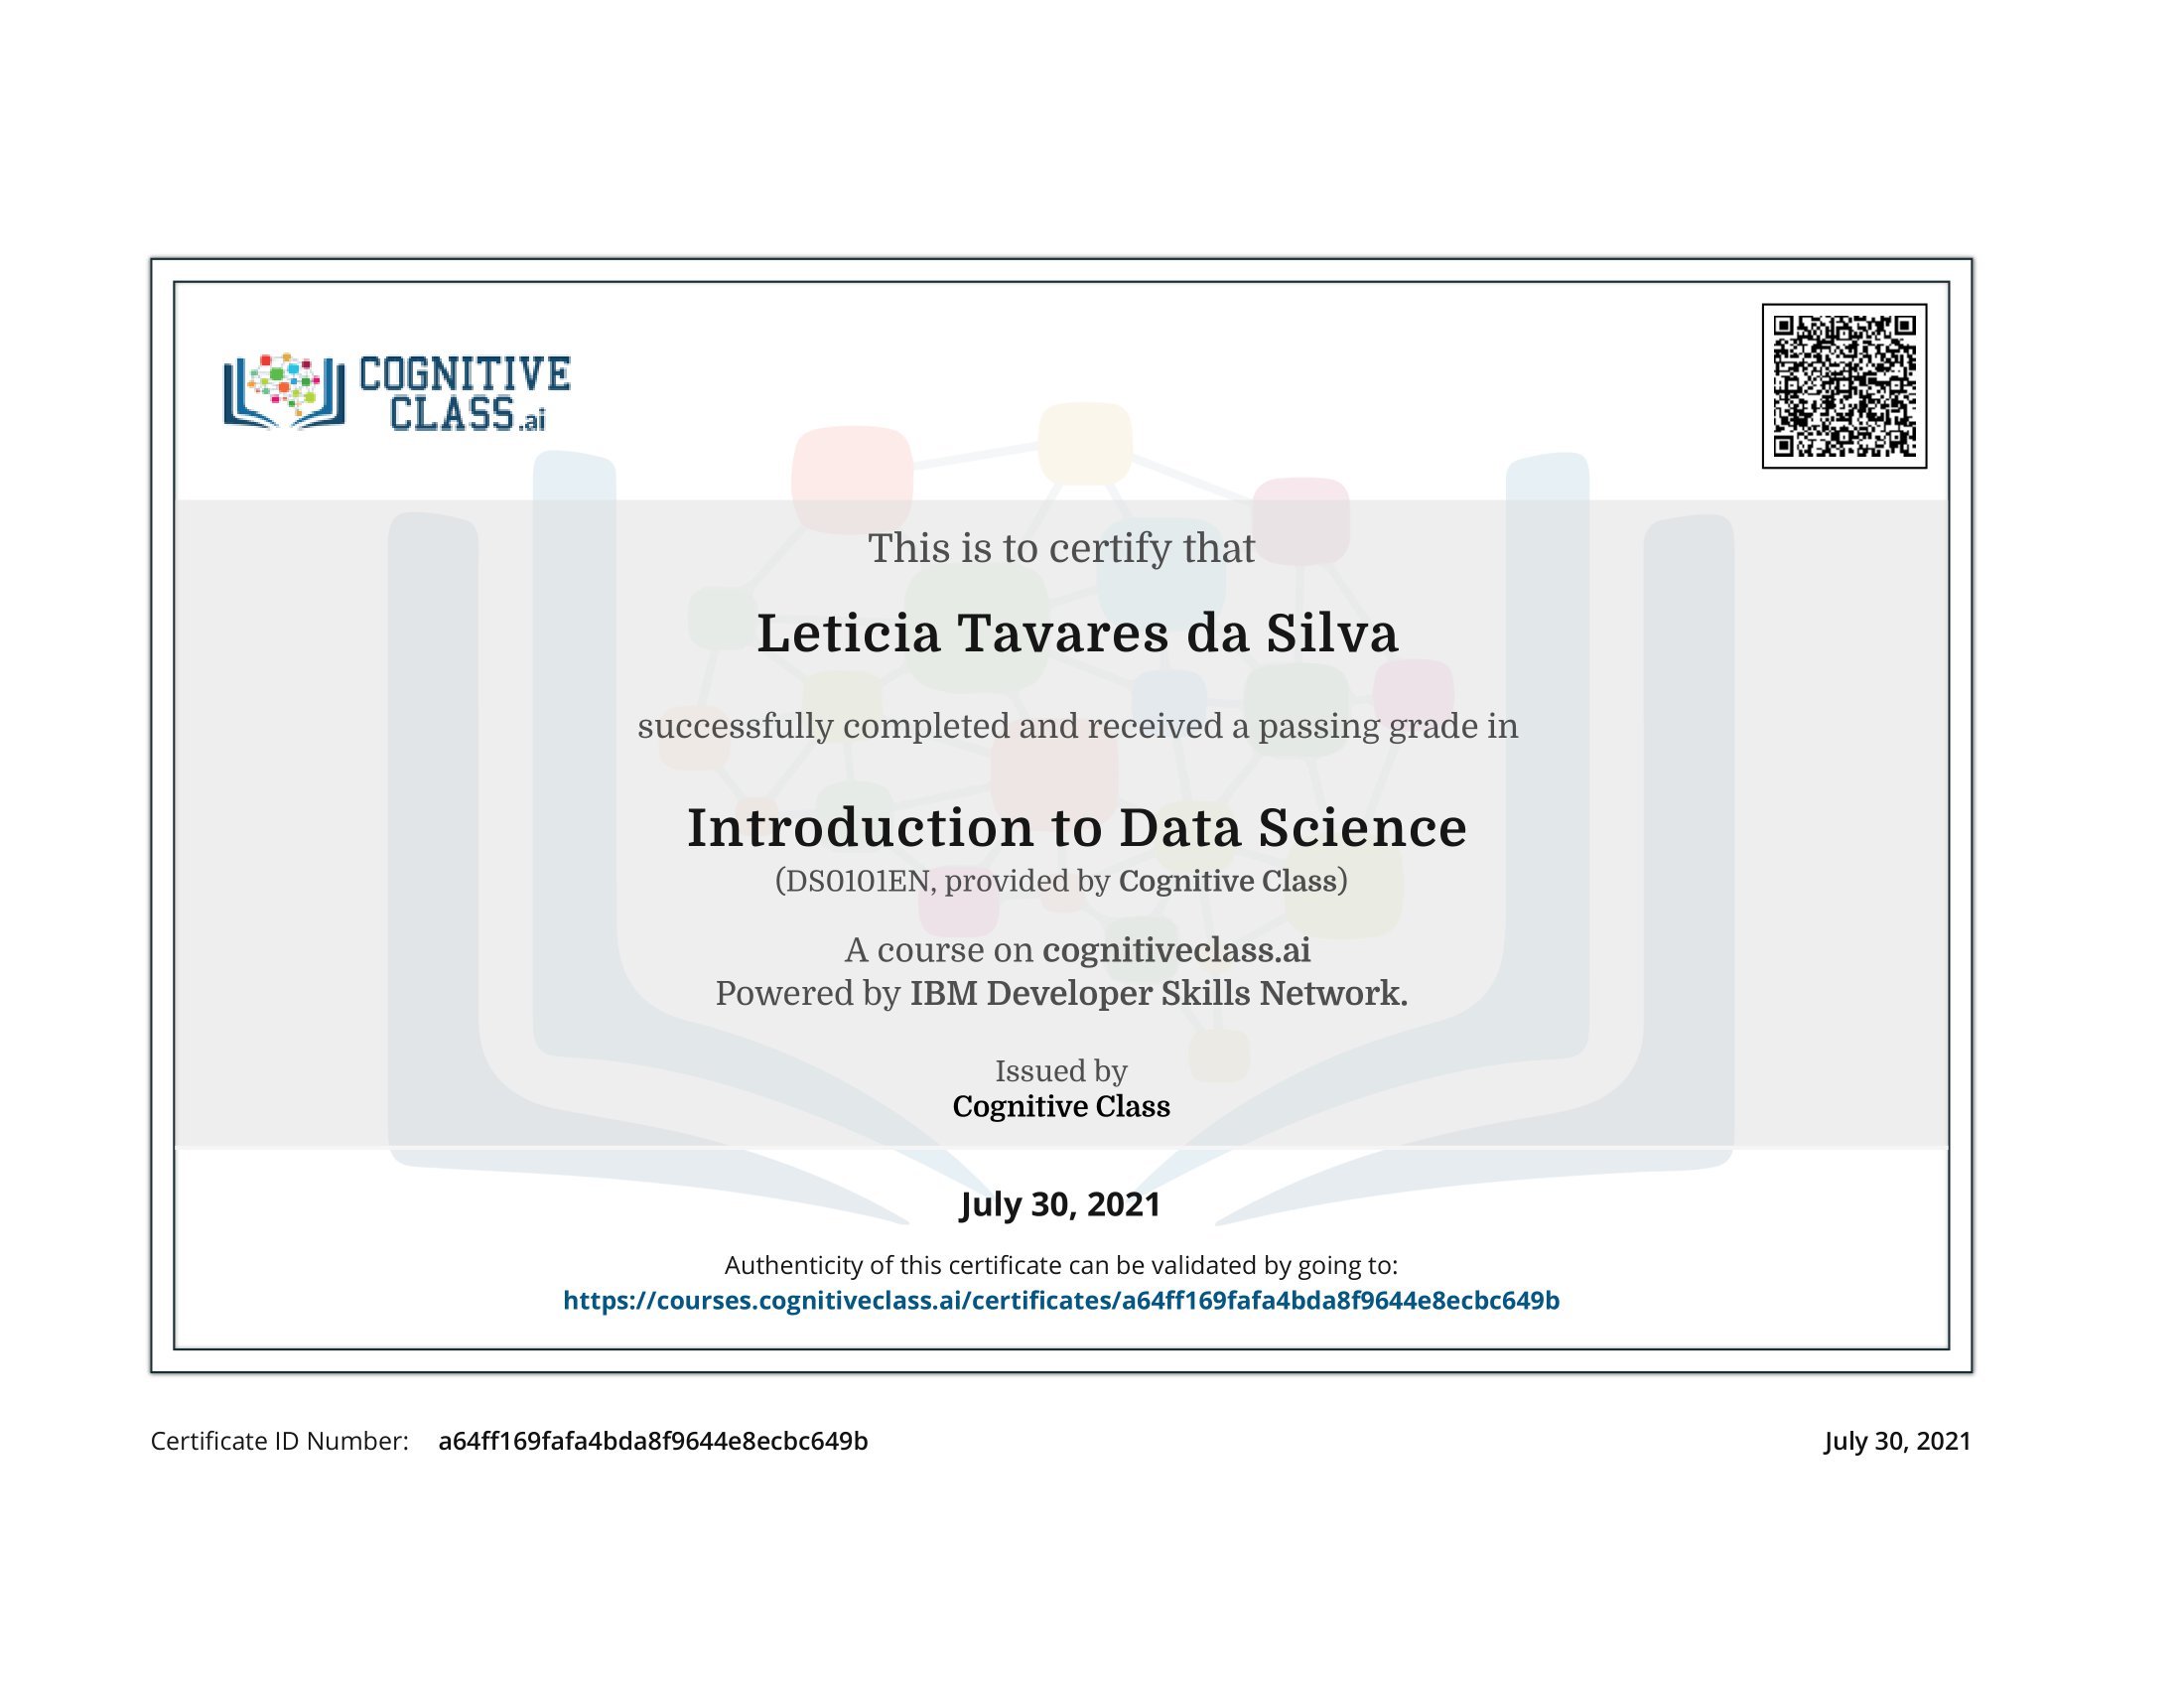 COGNITIVE
CLASS.ai
This is to certify that
Leticia Tavares da Silva
successfully completed and received a passing grade in
Introduction to Data Science
(DS0101EN, provided by Cognitive Class)
A course on cognitiveclass.ai
Powered by IBM Developer Skills Network.
Issued by
Cognitive Class
July 30, 2021
Authenticity of this certificate can be validated by going to:
https://courses.cognitiveclass.ai/certificates/a64ff169fafa4bda8f9644e8ecbc649b
Certificate ID Number: a64ff169fafa4bda8f9644e8ecbc649b
July 30, 2021